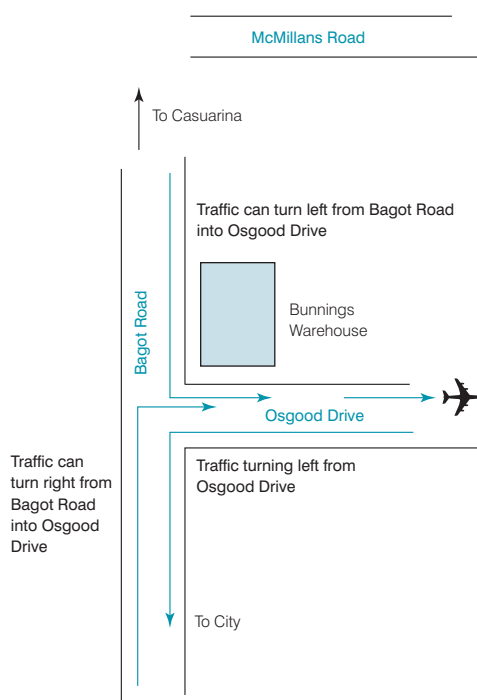 McMillans Road
To Casuarina
Traffic can turn left from Bagot Road
into Osgood Drive
Bagot Road
Bunnings
Warehouse
Osgood Drive
Traffic can
turn right from
Bagot Road
into Osgood
Drive
Traffic turning left from
Osgood Drive
To City